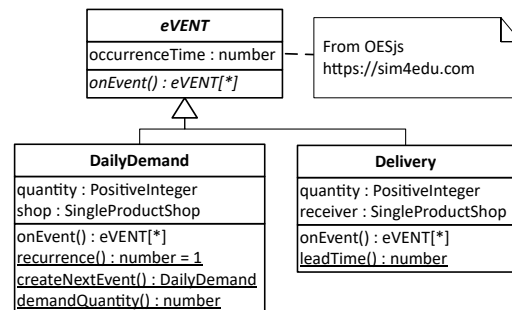 eVENT
occurrenceTime : number
onEvent() : eVENT[*]
From OESjs
https://sim4edu.com
DailyDemand
quantity : PositiveInteger
shop : SingleProductShop
onEvent() : eVENT[*]
recurrence() : number = 1
createNextEvent() : DailyDemand
demandQuantity() : number
Delivery
quantity : PositiveInteger
receiver : SingleProductShop
onEvent() : eVENT[*]
leadTime() : number